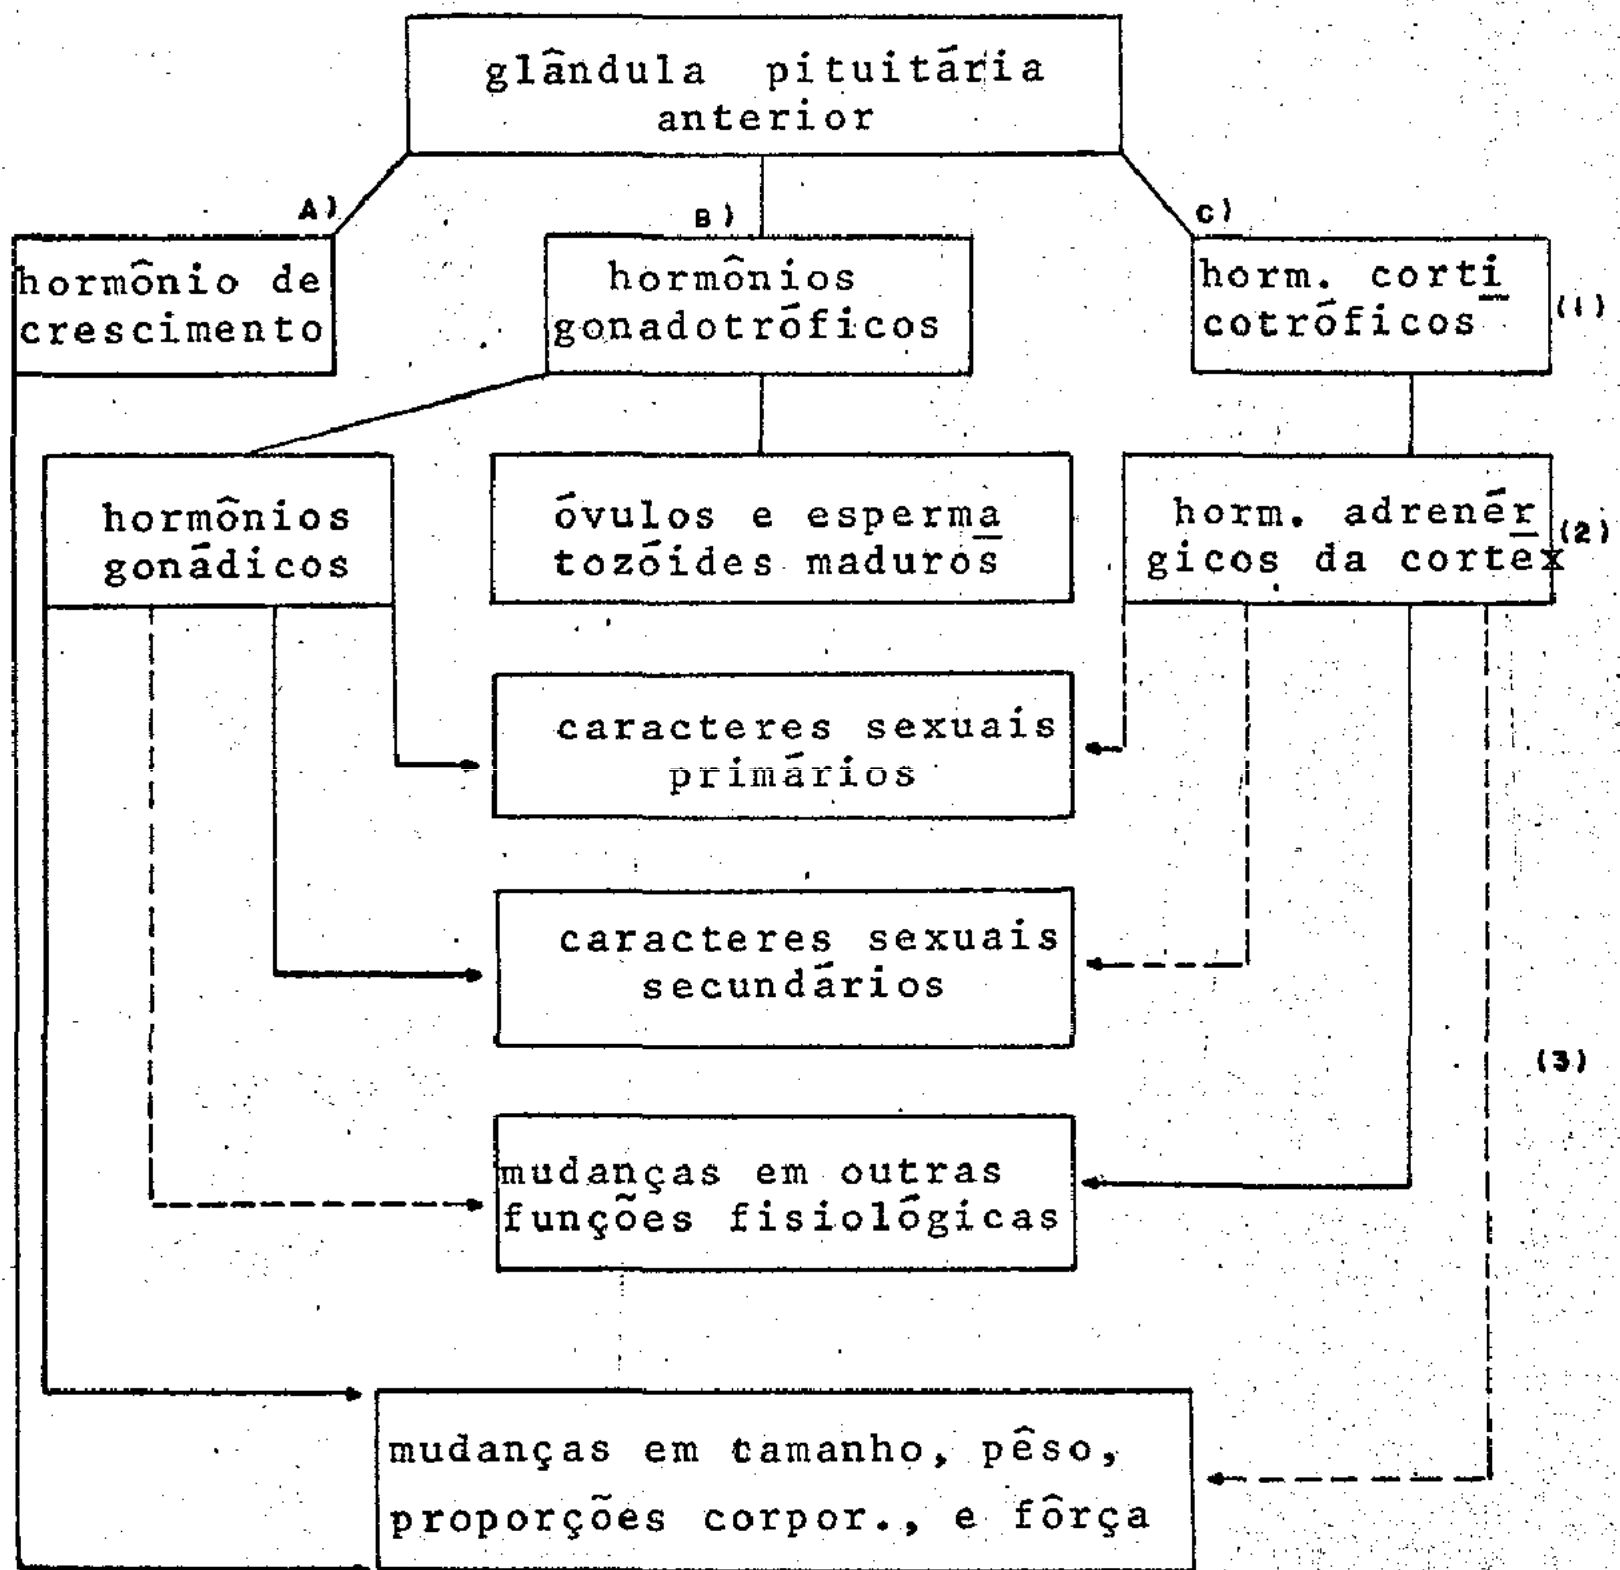 glândula pituitária
anterior
A)
B)
C)
hormônio de
crescimento
hormônios
gonadotróficos
horm. corti
cotróficos
(1)
hormônios
gonádicos
óvulos e esperma
tozóides maduros
horm. adrenér
gicos da cortex
(2)
caracteres sexuais
primários
caracteres sexuais
secundários
(3)
mudanças em outras
funções fisiológicas
mudanças em tamanho, pêso,
proporções corpor., e fôrça